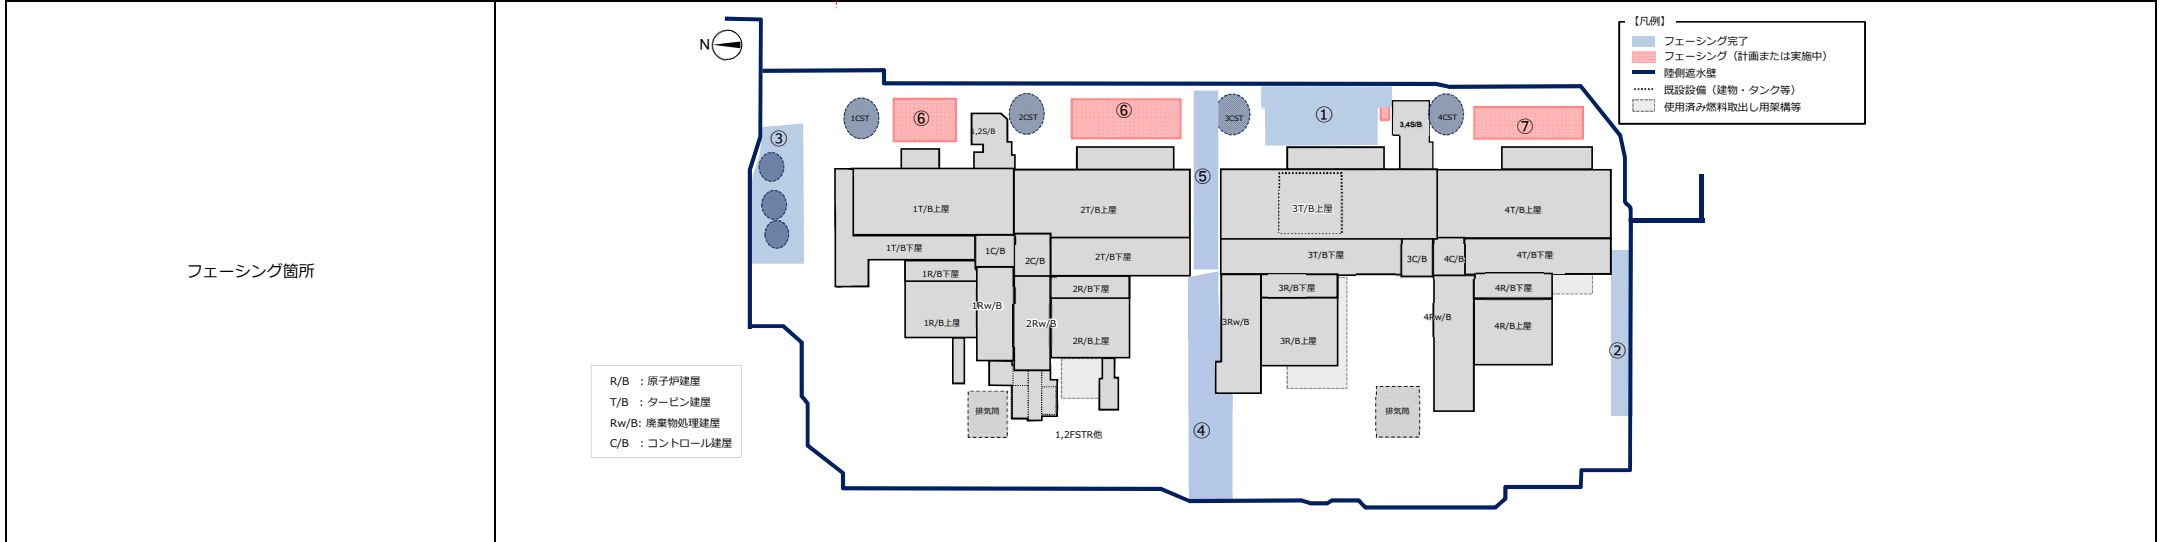 フェーシング箇所
N
【凡例】
フェーシング完了
フェーシング（計画または実施中）
陸側遮水壁
既設設備（建物・タンク等）
使用済み燃料取出し用架構等
1CST
⑥
2CST
⑥
3CST
①
3,4S/B
4CST
⑦
③
1,2S/B
⑤
1T/B上屋
2T/B上屋
3T/B上屋
4T/B上屋
1T/B下屋
1C/B
2C/B
2T/B下屋
3T/B下屋
3C/B
4C/B
4T/B下屋
1R/B下屋
2R/B下屋
3R/B下屋
4R/B下屋
1Rw/B
1R/B上屋
2Rw/B
2R/B上屋
3Rw/B
3R/B上屋
4Rw/B
4R/B上屋
②
R/B ：原子炉建屋
T/B ：タービン建屋
Rw/B: 廃棄物処理建屋
C/B ：コントロール建屋
排気筒
1,2FSTR他
④
排気筒